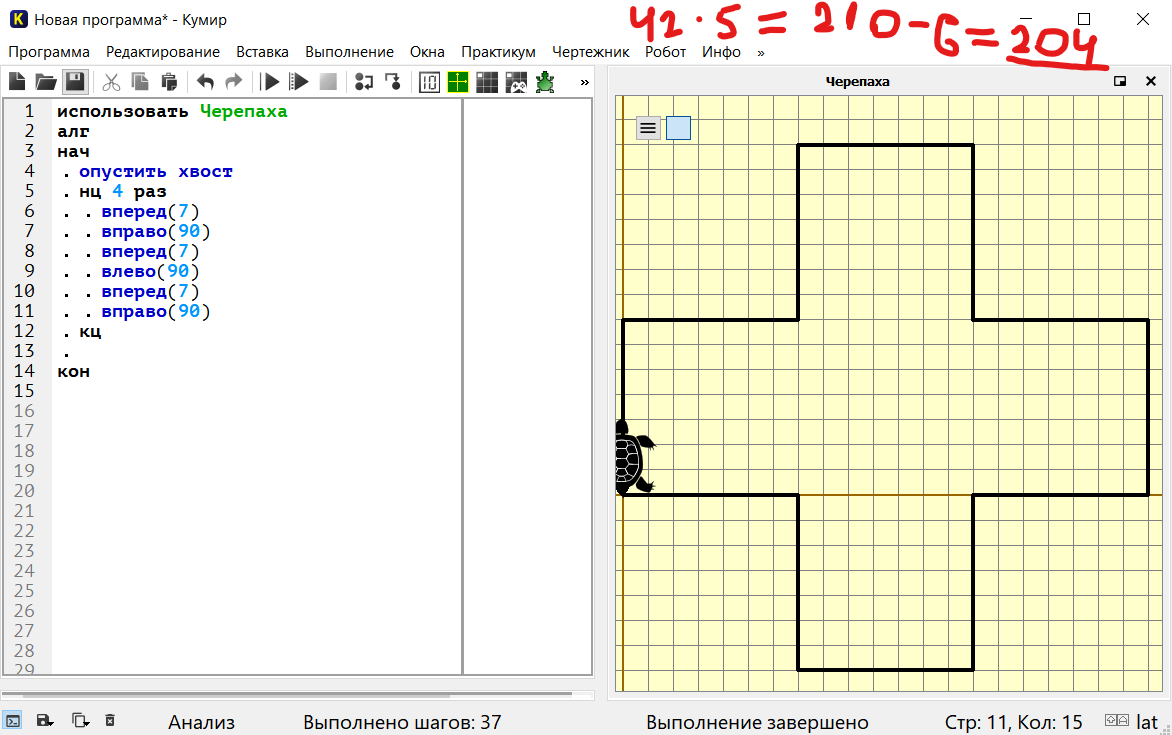 Новая программа* - Кумир
42 · 5 = 210 - 6 = 204
Программа Редактирование Вставка Выполнение Окна Практикум Чертежник Робот Инфо »
»
Черепаха
1 использовать Черепаха
2 алг
3 нач
4 . опустить хвост
5 . нц 4 раз
6 . . вперед(7)
7 . . вправо(90)
8 . . вперед(7)
9 . . влево(90)
10 . . вперед(7)
11 . . вправо(90)
12 . кц
13 .
14 кон
15
16
17
18
19
20
21
22
23
24
25
26
27
28
29
Анализ Выполнено шагов: 37 Выполнение завершено Стр: 11, Кол: 15 lat